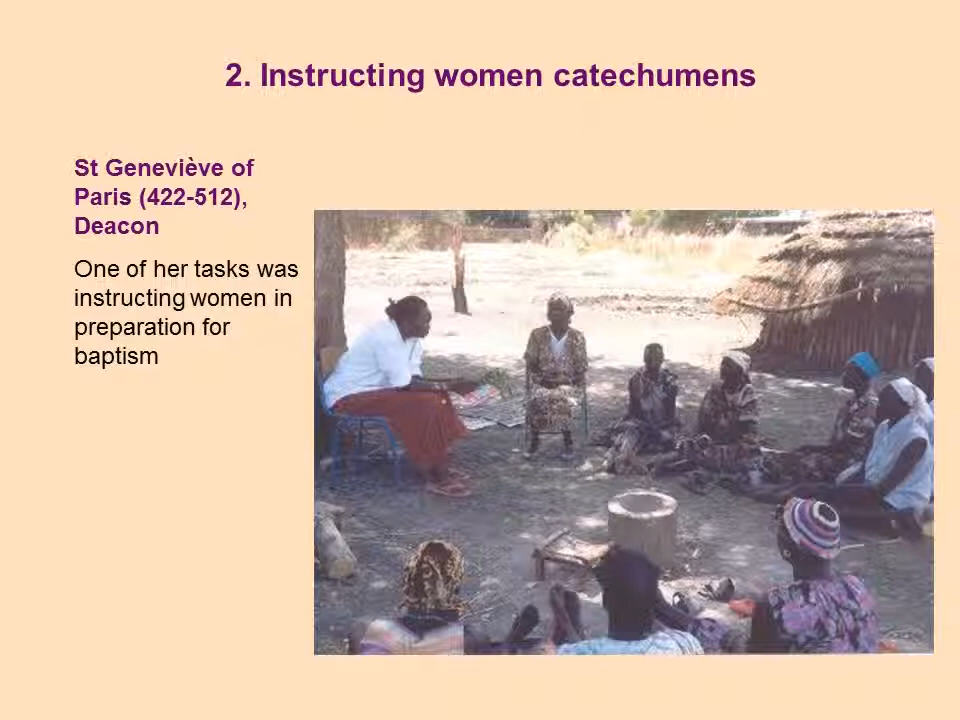 2. Instructing women catechumens
St Geneviève of
Paris (422-512),
Deacon
One of her tasks was
instructing women in
preparation for
baptism